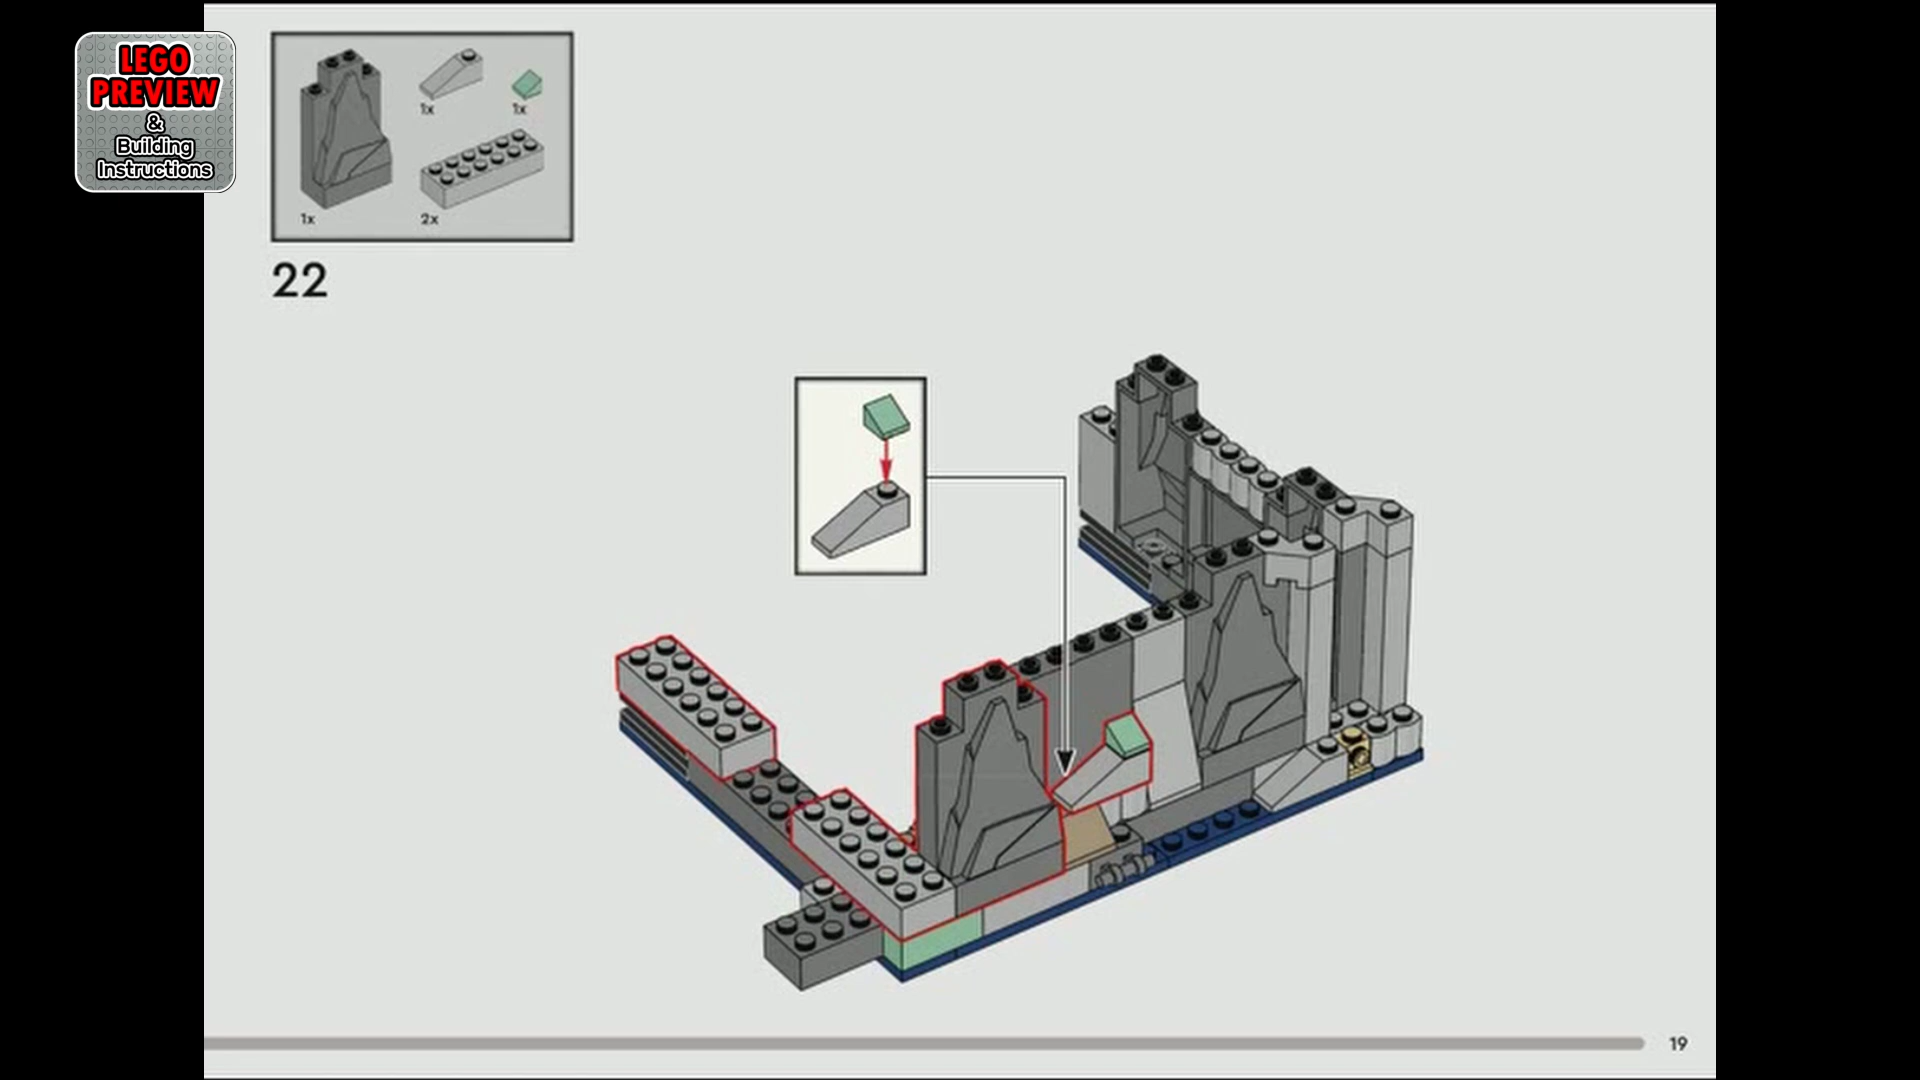 LEGO
PREVIEW
&
Building
Instructions
1x
1x
1x
2x
22
19